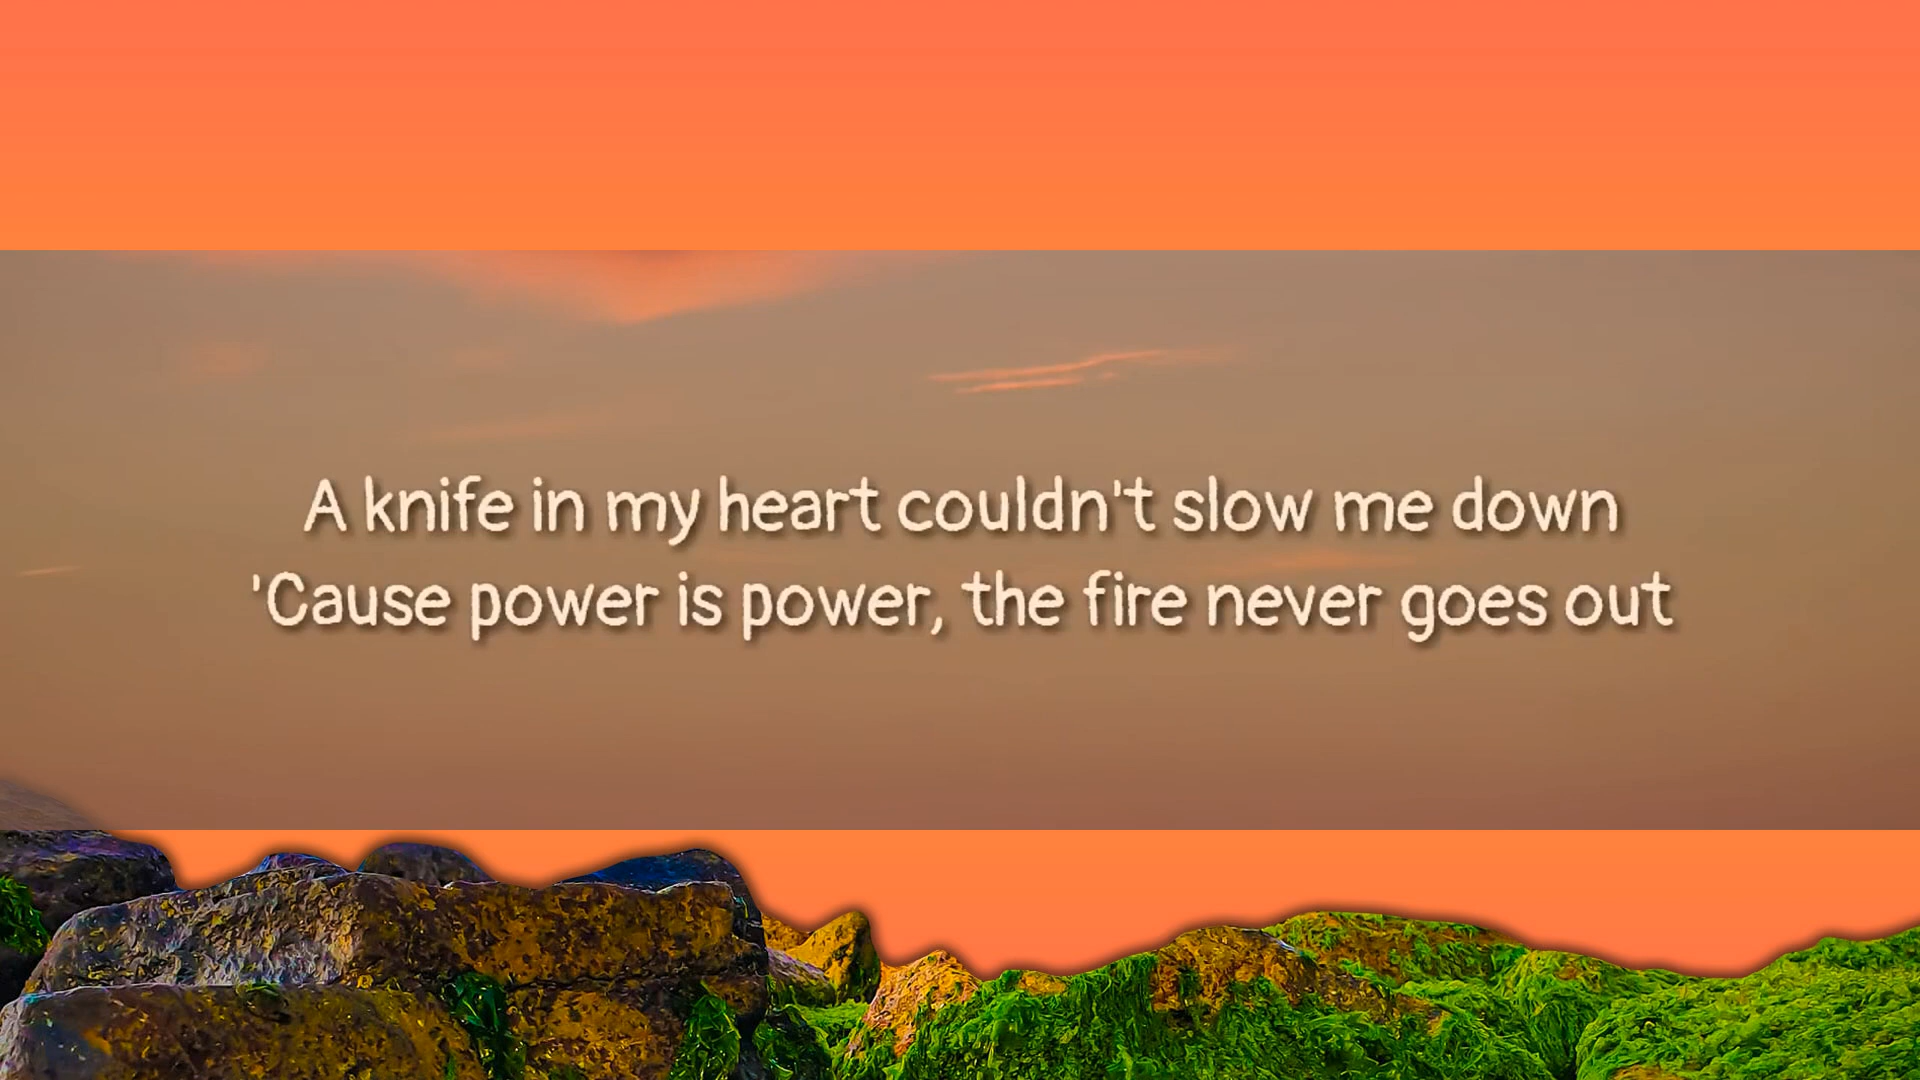 A knife in my heart couldn't slow me down
'Cause power is power, the fire never goes out